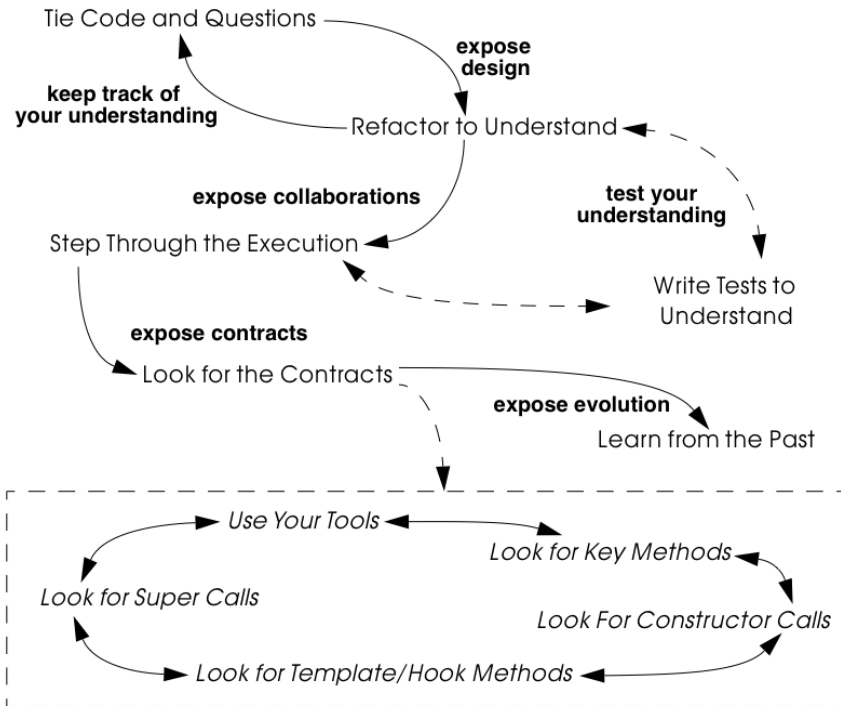 Tie Code and Questions
expose
design
keep track of
your understanding
Refactor to Understand
expose collaborations
test your
understanding
Step Through the Execution
Write Tests to
Understand
expose contracts
Look for the Contracts
expose evolution
Learn from the Past
Use Your Tools
Look for Key Methods
Look for Super Calls
Look For Constructor Calls
Look for Template/Hook Methods